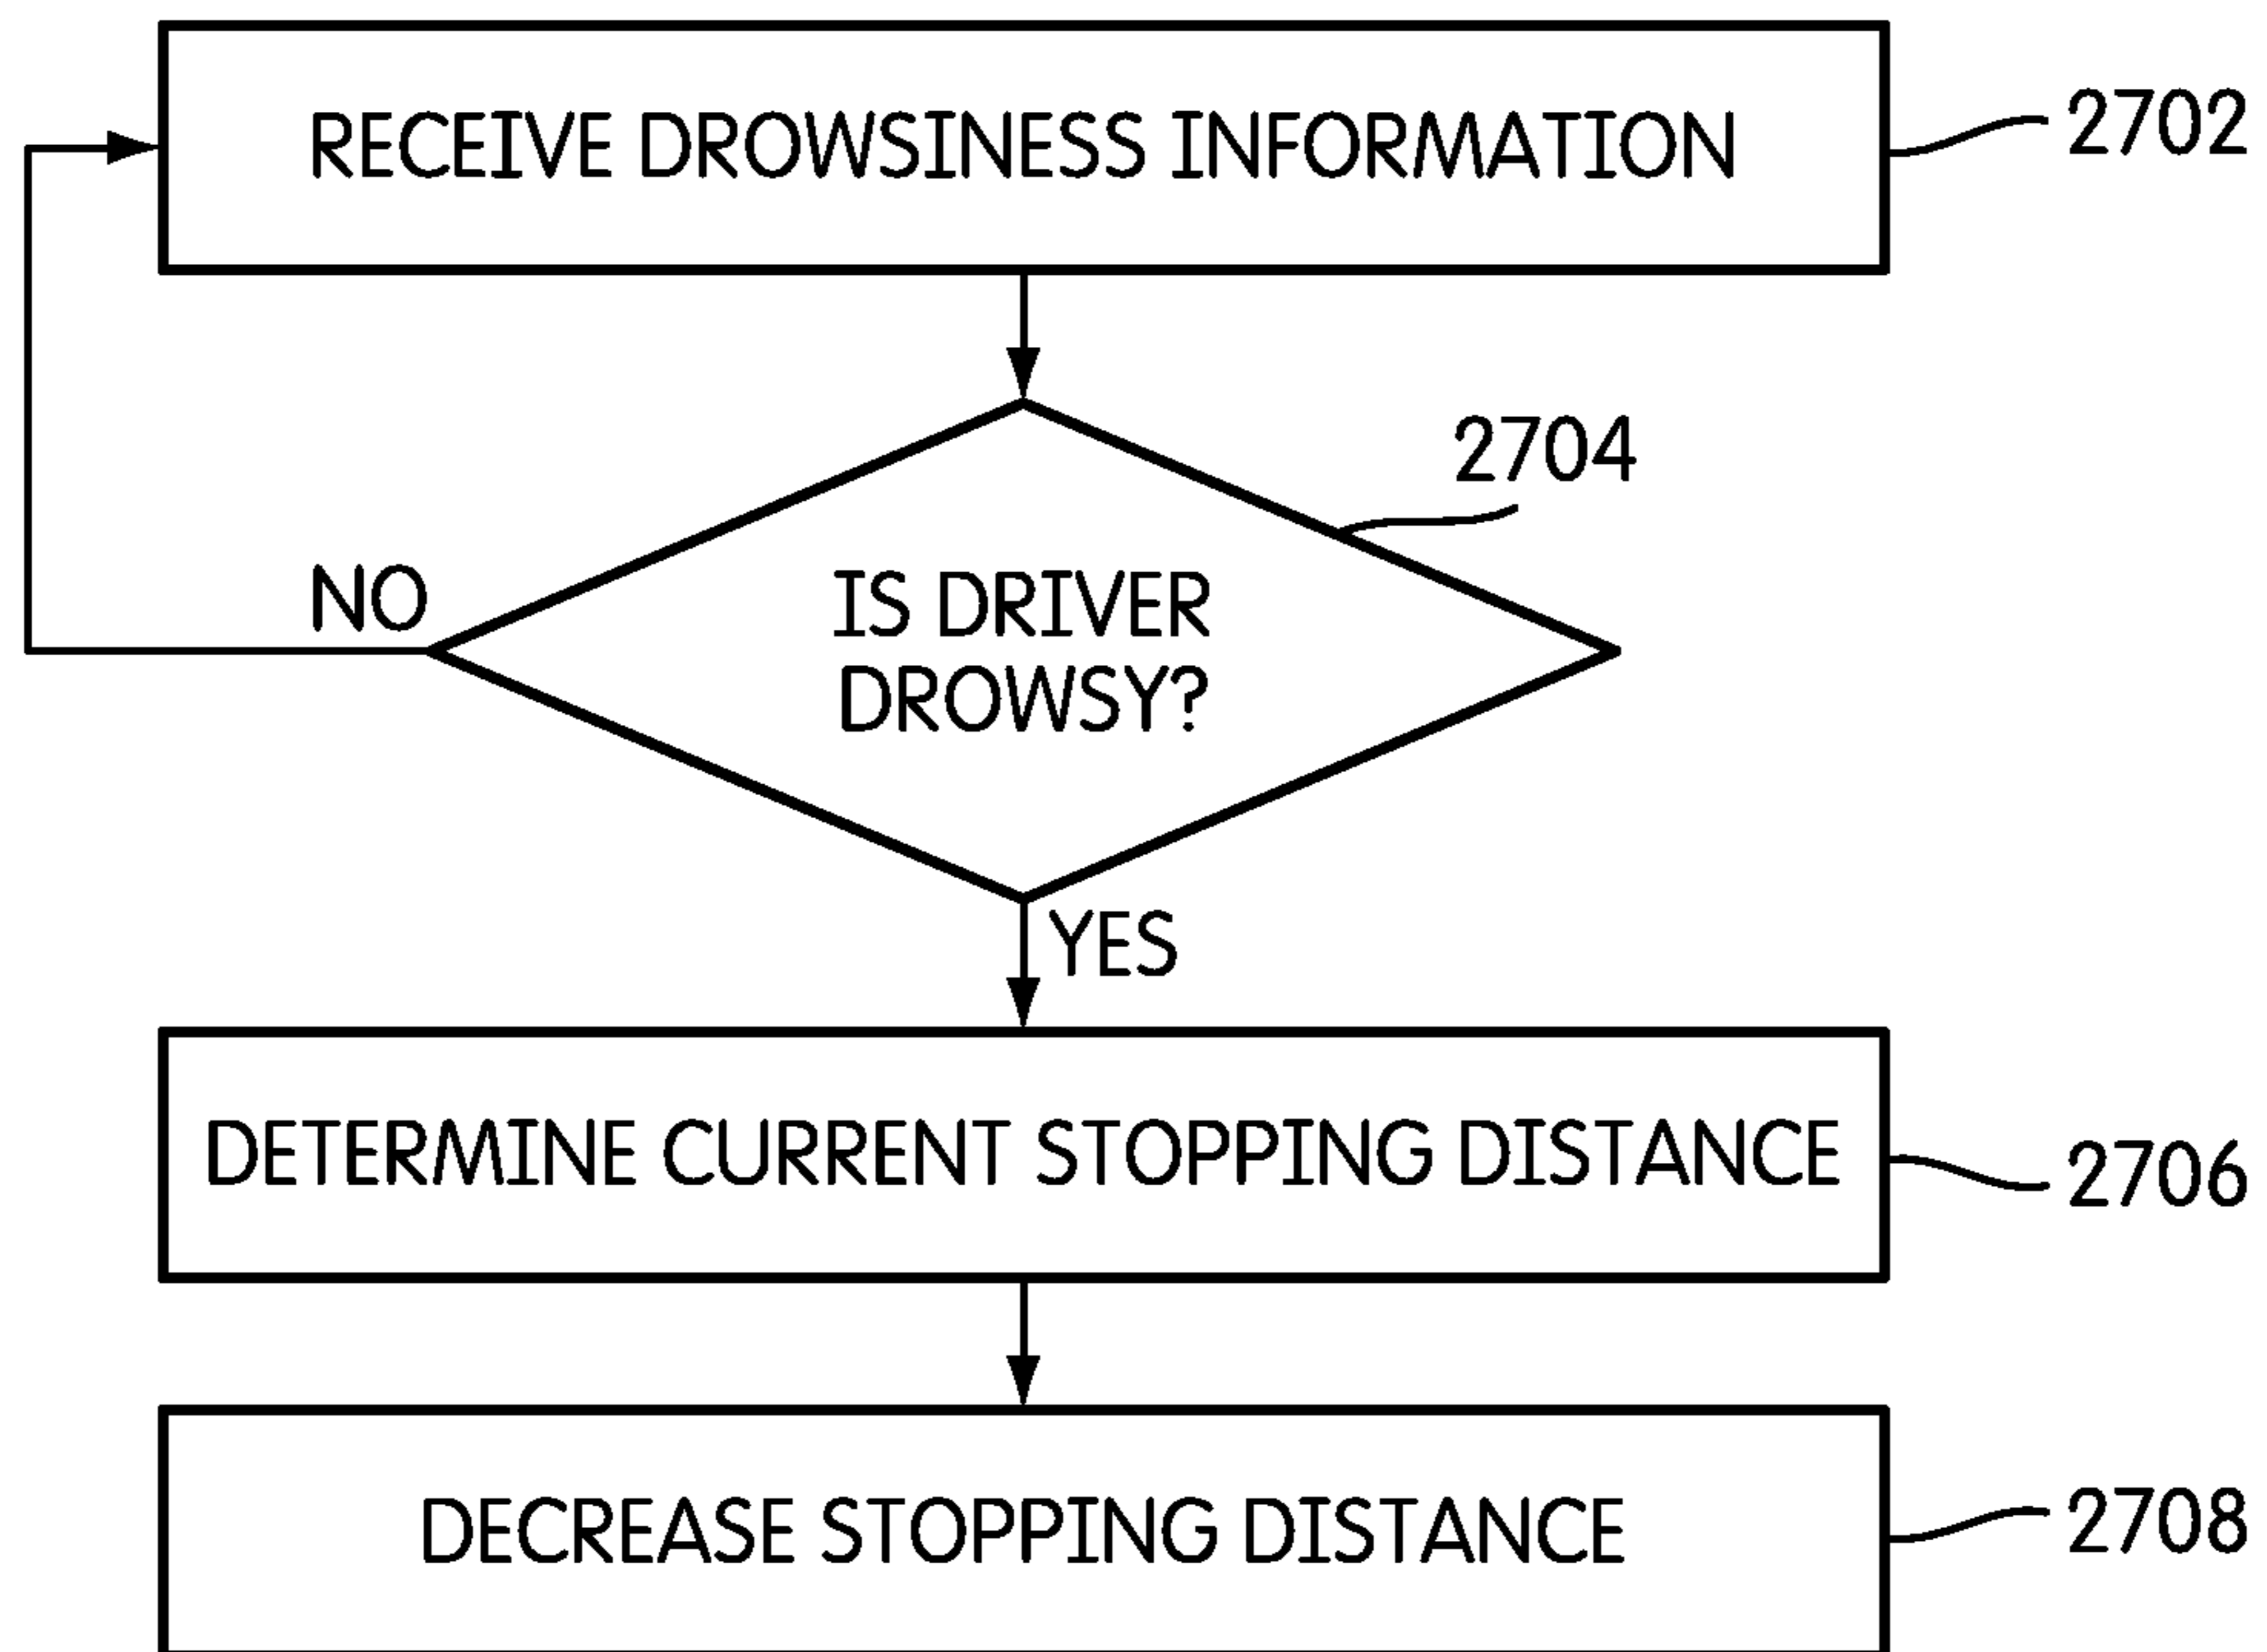 RECEIVE DROWSINESS INFORMATION
2702
2704
IS DRIVER
DROWSY?
NO
YES
DETERMINE CURRENT STOPPING DISTANCE
2706
DECREASE STOPPING DISTANCE
2708